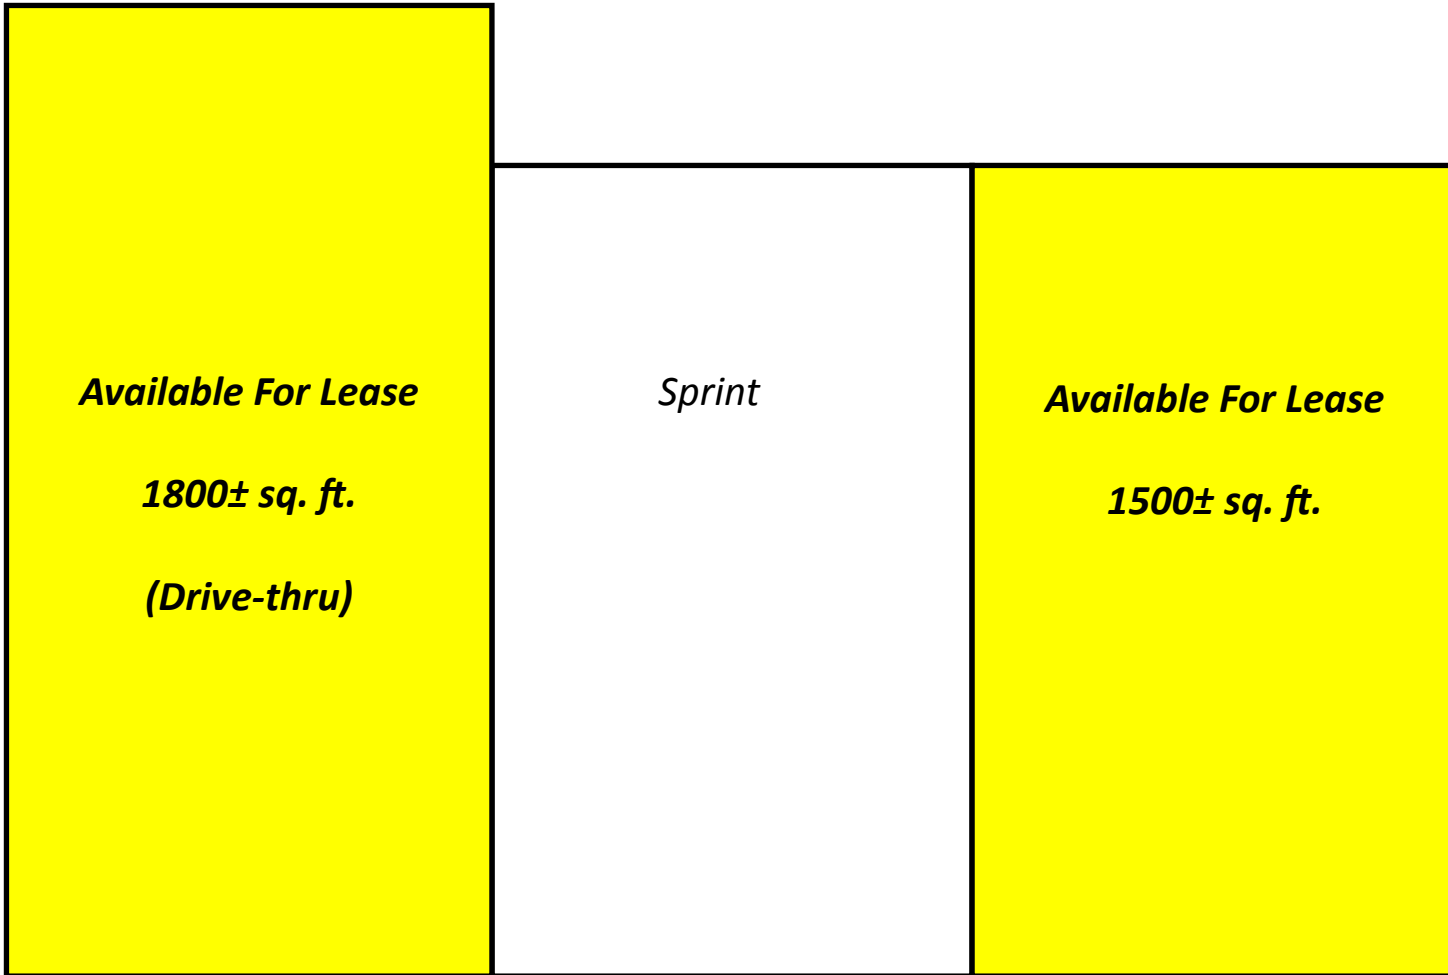 Available For Lease
1800± sq. ft.
(Drive-thru)
Sprint
Available For Lease
1500± sq. ft.